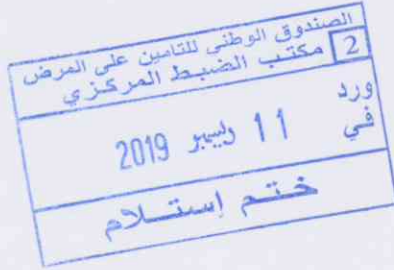 الصندوق الوطني للتامين على المرض
2 مكتب الضبط المركزي
ورد
في 11 ديسمبر 2019
ختم إستلام